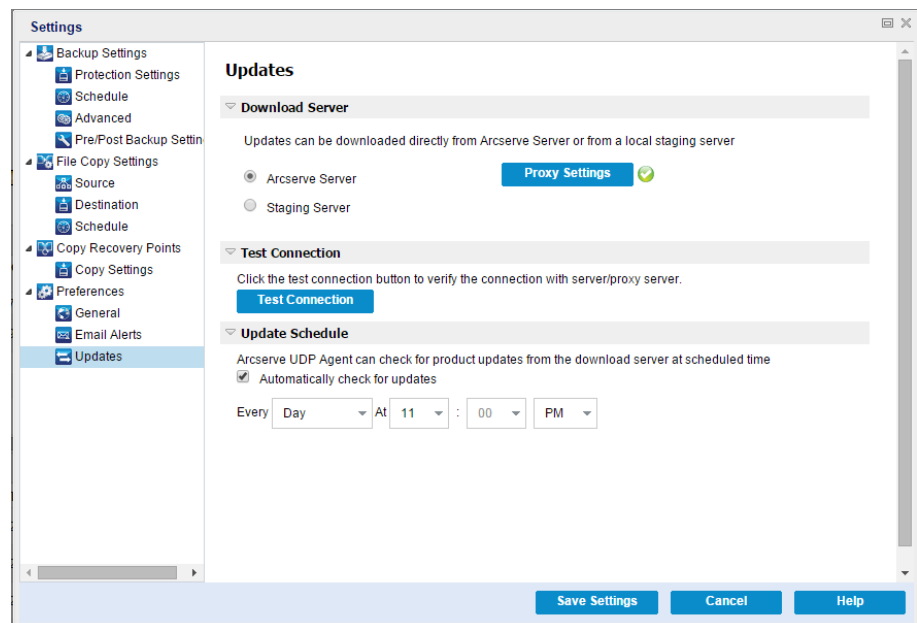 Settings
Backup Settings
Protection Settings
Schedule
Advanced
Pre/Post Backup Settin
File Copy Settings
Source
Destination
Schedule
Copy Recovery Points
Copy Settings
Preferences
General
Email Alerts
Updates
Updates
Download Server
Updates can be downloaded directly from Arcserve Server or from a local staging server
Arcserve Server
Proxy Settings
Staging Server
Test Connection
Click the test connection button to verify the connection with server/proxy server.
Test Connection
Update Schedule
Arcserve UDP Agent can check for product updates from the download server at scheduled time
Automatically check for updates
Every Day At 11 : 00 PM
Save Settings Cancel Help